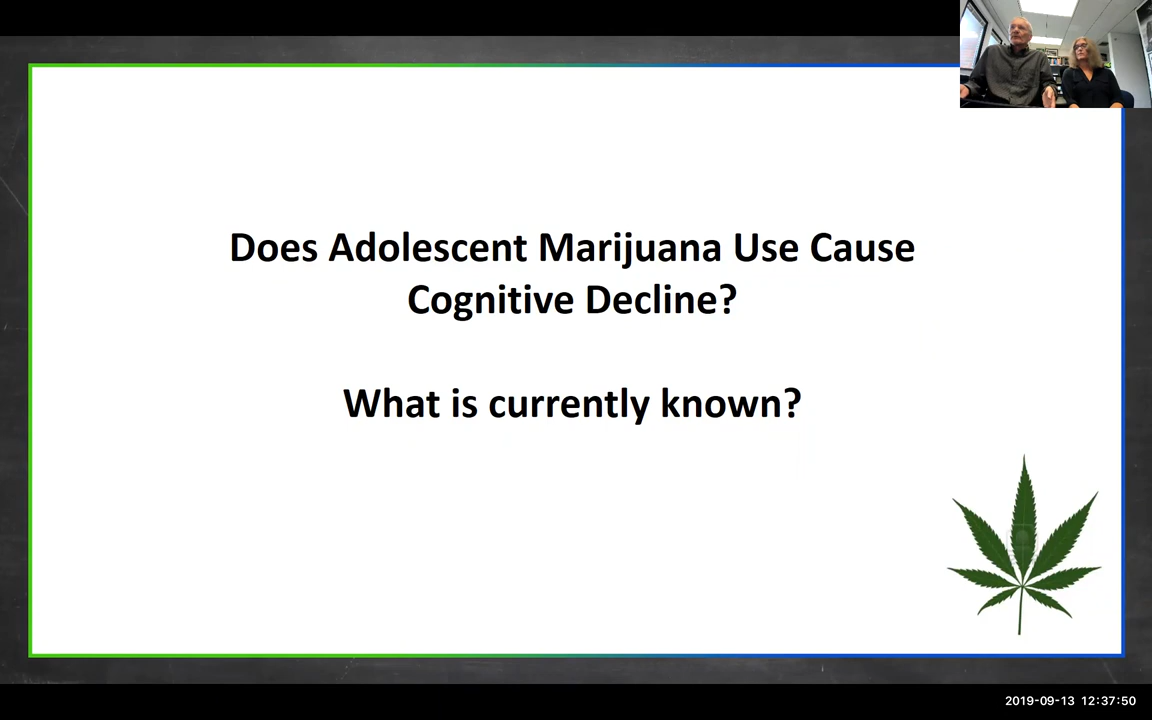 Does Adolescent Marijuana Use Cause
Cognitive Decline?
What is currently known?
2019-09-13 12:37:50